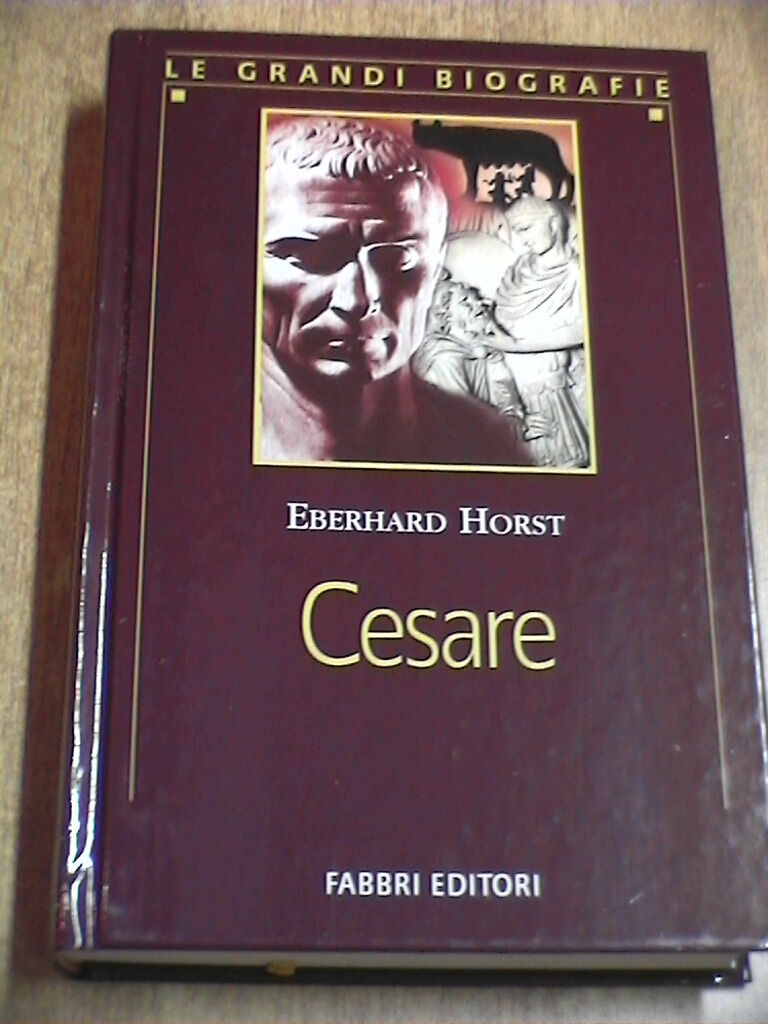 LE GRANDI BIOGRAFIE
EBERHARD HORST
Cesare
FABBRI EDITORI